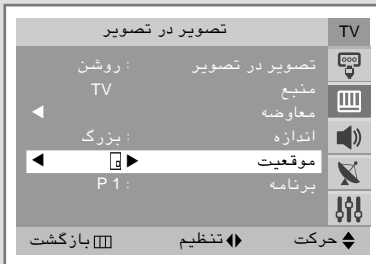 تصویر در تصویر
TV
تصویر در تصویر : روشن
منبع TV
معاوضه
اندازه : بزرگ
موقعیت
برنامه : P 1
حرکت تنظیم بازگشت